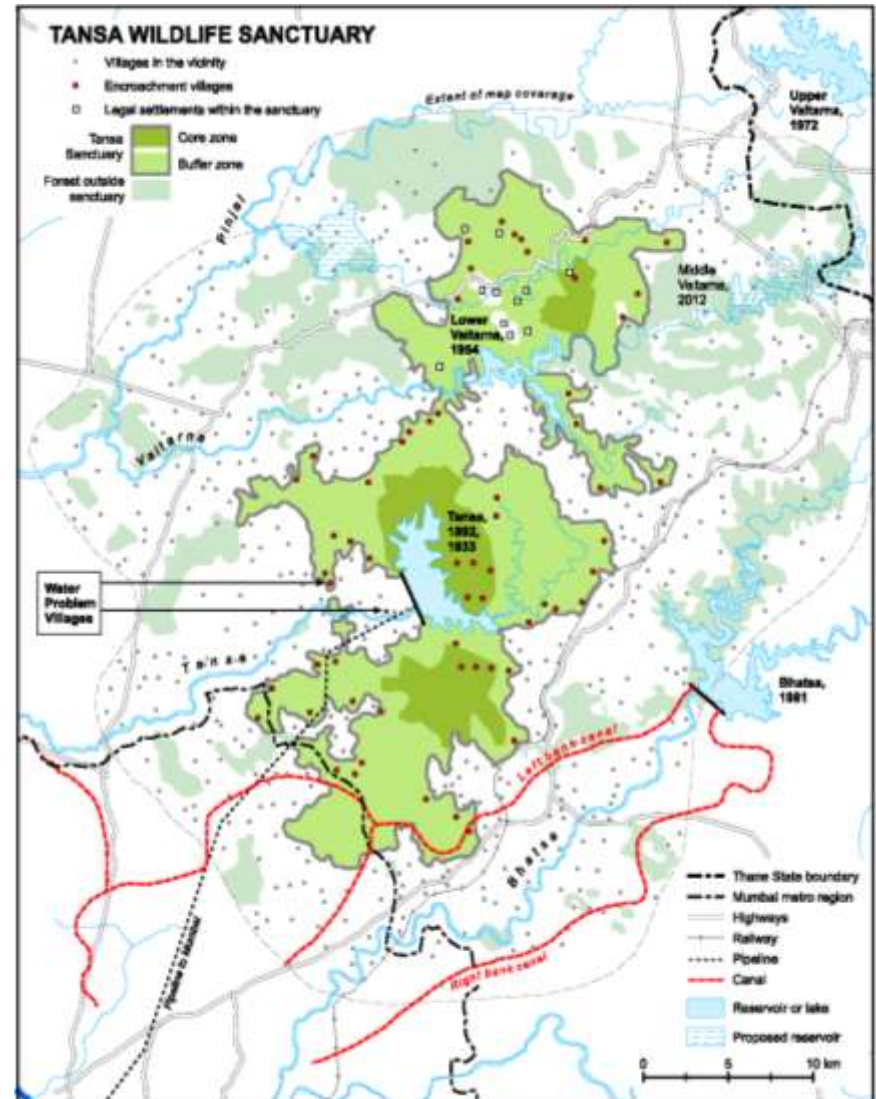 TANSA WILDLIFE SANCTUARY
Villages in the vicinity
Encroachment villages
Legal settlements within the sanctuary
Tansa
Sanctuary
Core zone
Buffer zone
Forest outside
sanctuary
Extent of map coverage
Upper
Vaitarna,
1972
Pinjal
Middle
Vaitarna,
2012
Lower
Vaitarna,
1954
Vaitarna
Tansa,
1892,
1933
Water
Problem
Villages
Tansa
Bhatsa,
1981
Left bank canal
Bhatsa
Right bank canal
Pipeline to Mumbai
Thane State boundary
Mumbai metro region
Highways
Railway
Pipeline
Canal
Reservoir or lake
Proposed reservoir
0 5 10 km